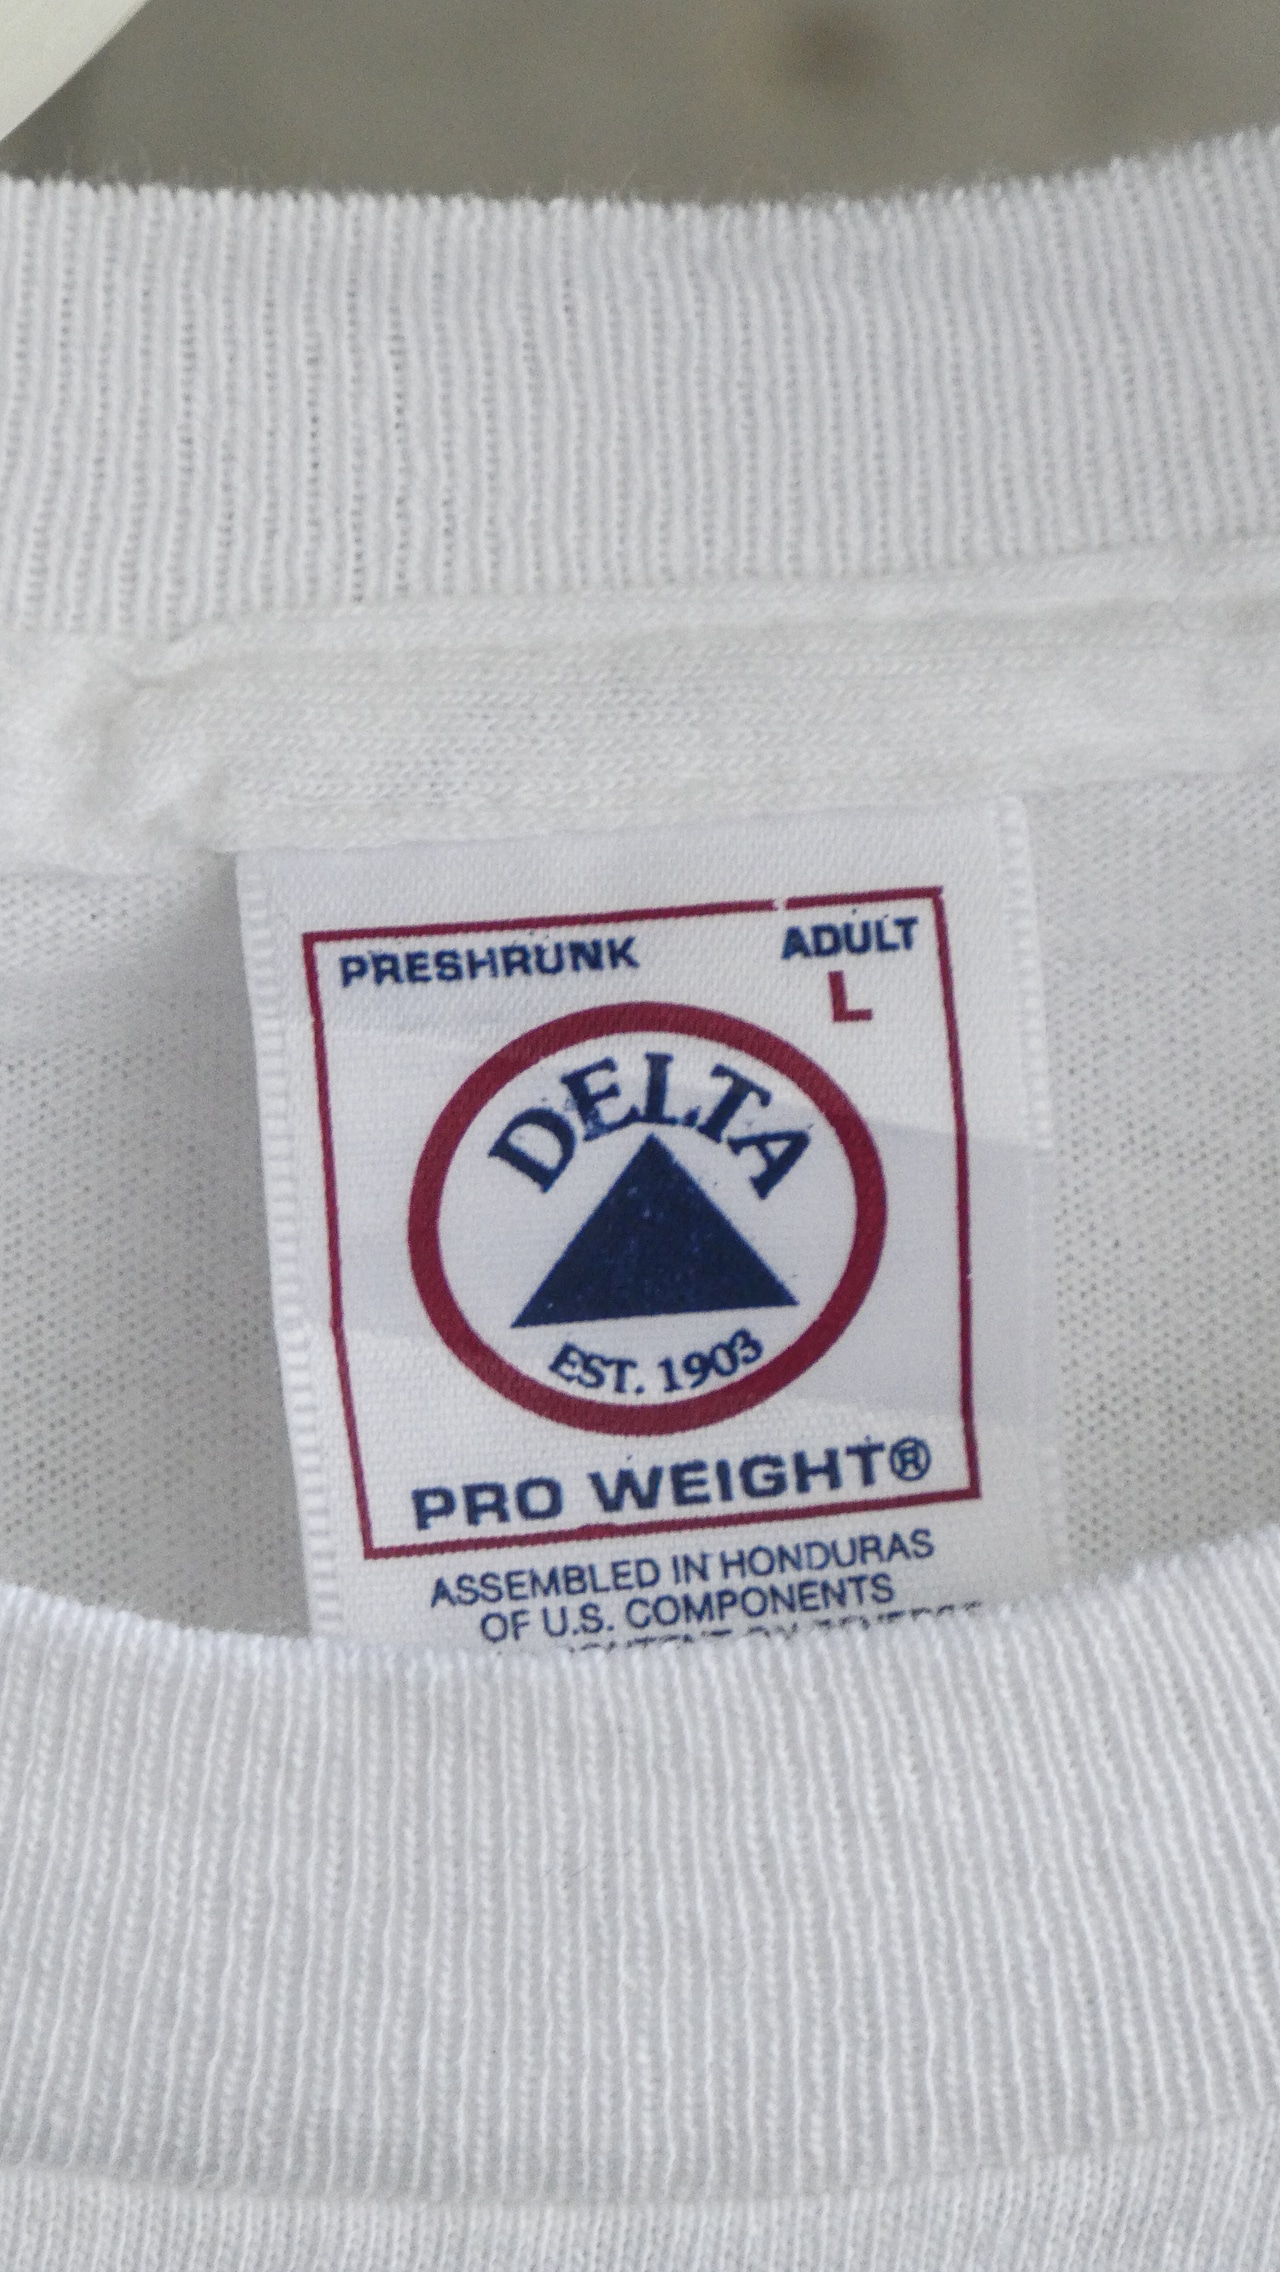 PRESHRUNK ADULT
L
DELTA
EST. 1903
PRO WEIGHT®
ASSEMBLED IN HONDURAS
OF U.S. COMPONENTS